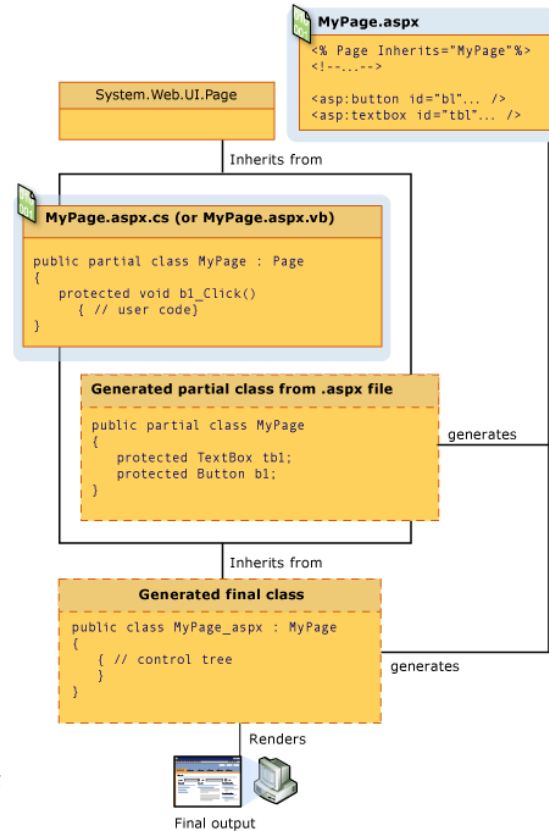 MyPage.aspx
<% Page Inherits="MyPage"%>
<!--...-->
<asp:button id="bl"... />
<asp:textbox id="tbl"... />
System.Web.UI.Page
Inherits from
MyPage.aspx.cs (or MyPage.aspx.vb)
public partial class MyPage : Page
{
protected void b1_Click()
{ // user code}
}
Generated partial class from .aspx file
public partial class MyPage
{
protected TextBox tb1;
protected Button b1;
}
generates
Inherits from
Generated final class
public class MyPage_aspx : MyPage
{
{ // control tree
}
}
generates
Renders
Final output